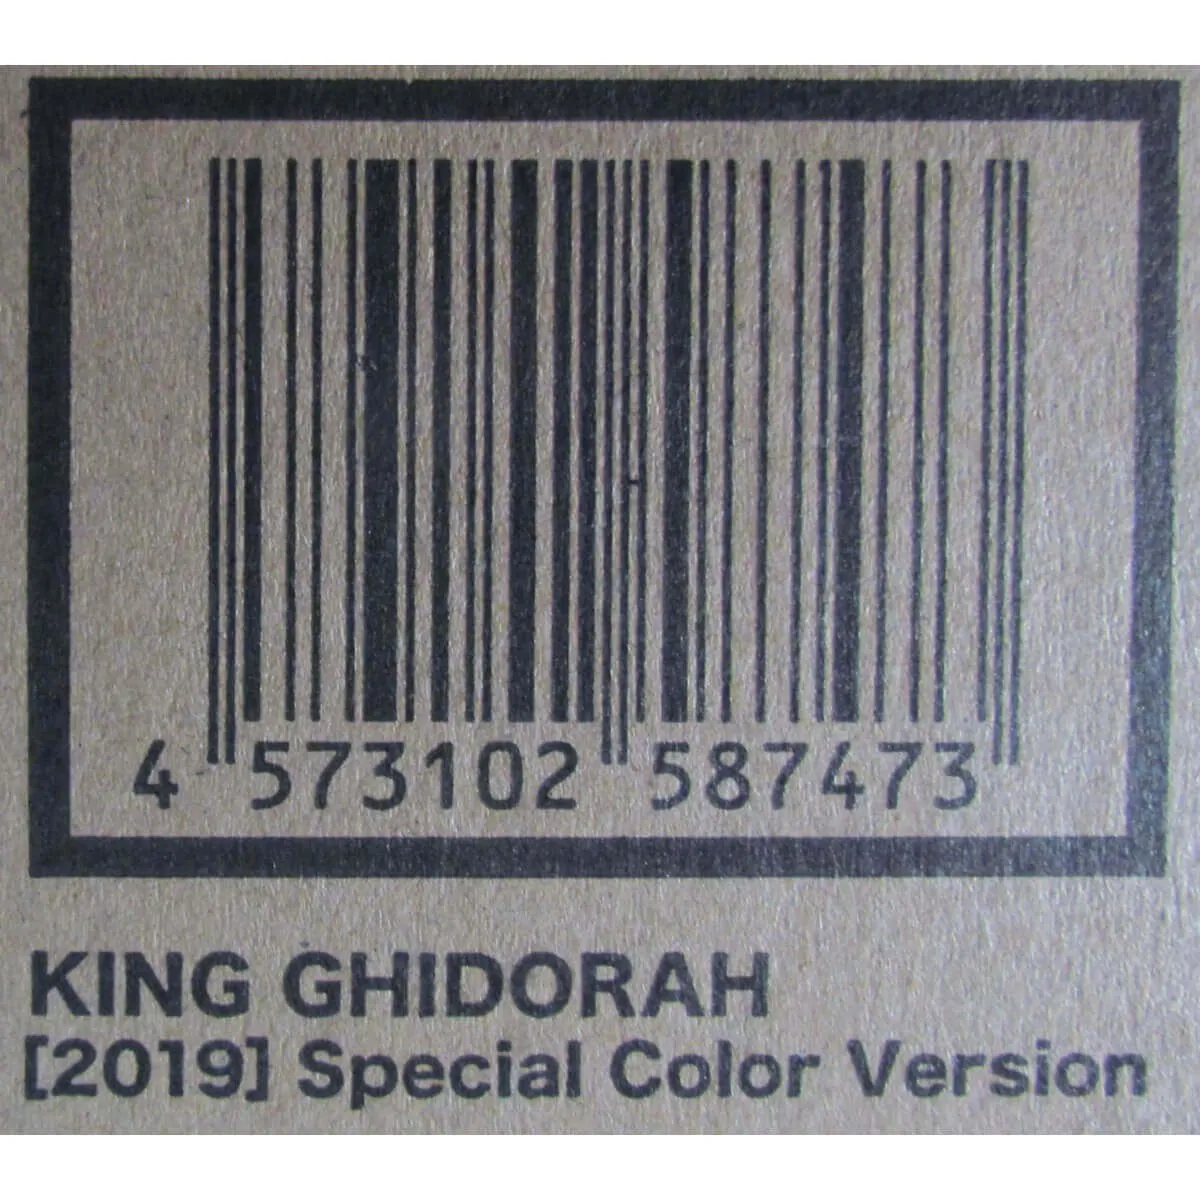 4 573102 587473
KING GHIDORAH
[2019] Special Color Version